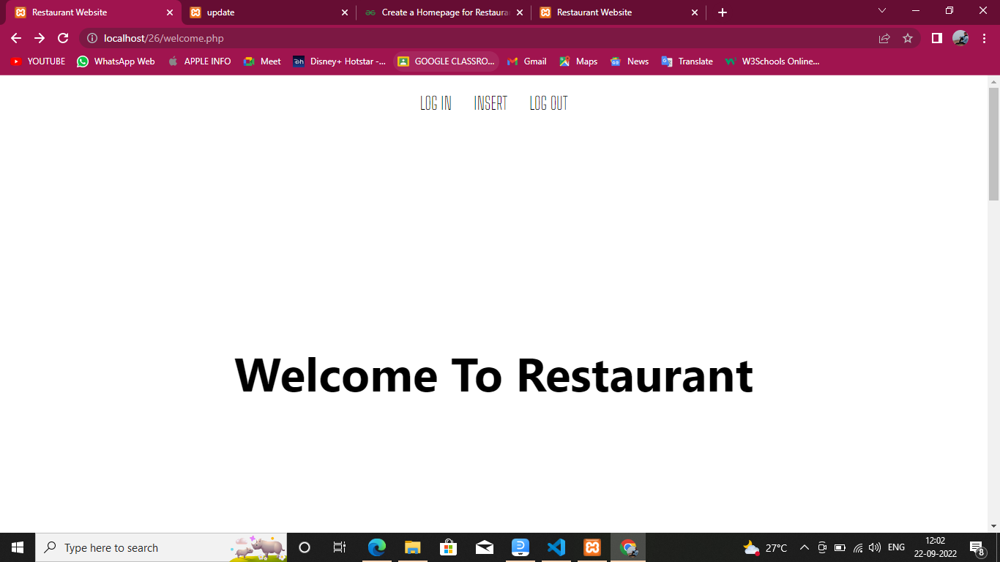 Restaurant Website
update
Create a Homepage for Restaura
Restaurant Website
localhost/26/welcome.php
YOUTUBE
WhatsApp Web
APPLE INFO
Meet
Disney+ Hotstar -...
GOOGLE CLASSRO...
Gmail
Maps
News
Translate
W3Schools Online...
LOG IN INSERT LOG OUT
Welcome To Restaurant
Type here to search
27°C
ENG
12:02
22-09-2022
8